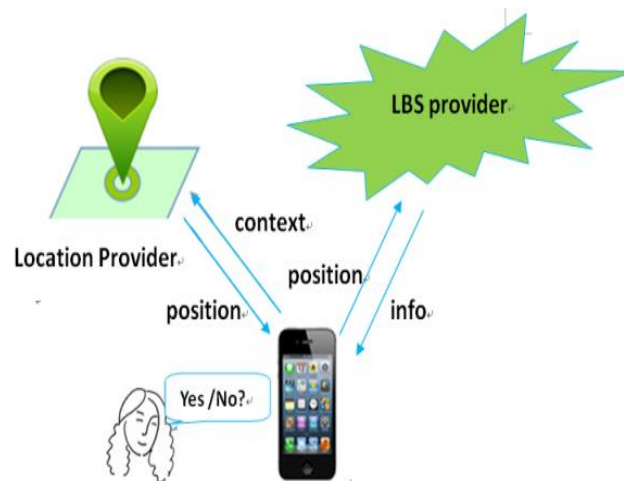 LBS provider
context
Location Provider
position
position
info
Yes /No?